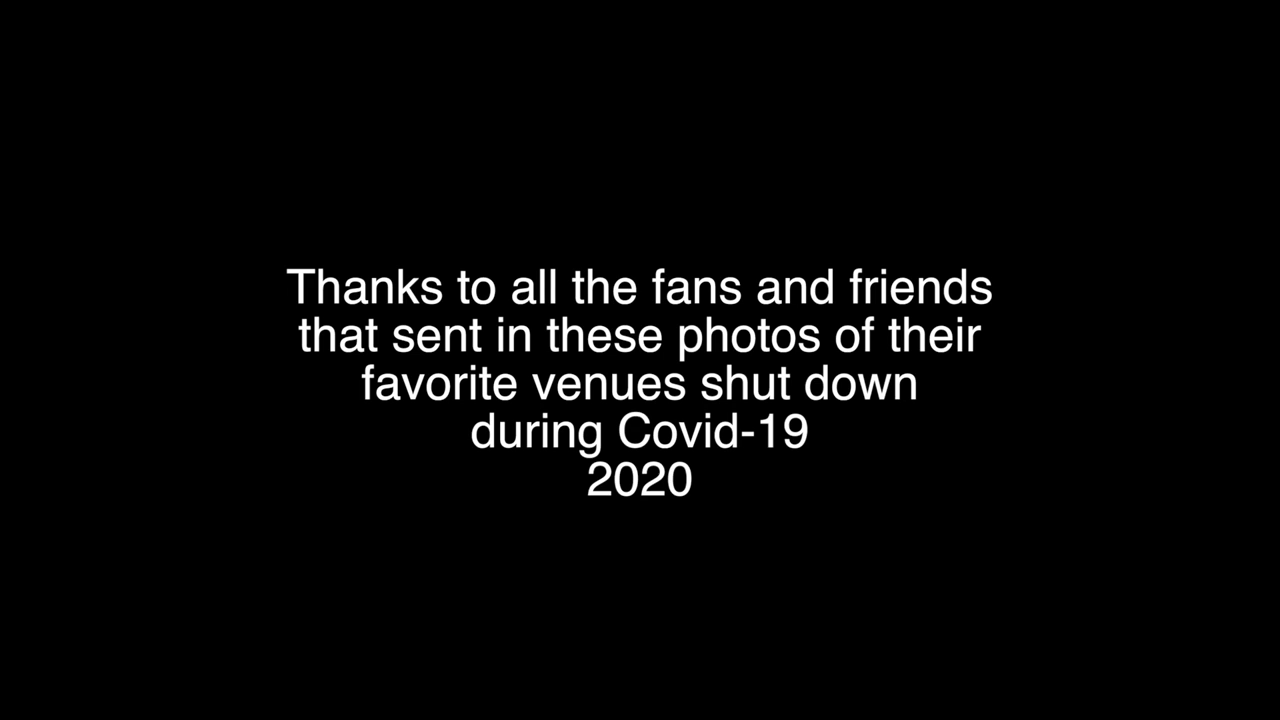 Thanks to all the fans and friends
that sent in these photos of their
favorite venues shut down
during Covid-19
2020